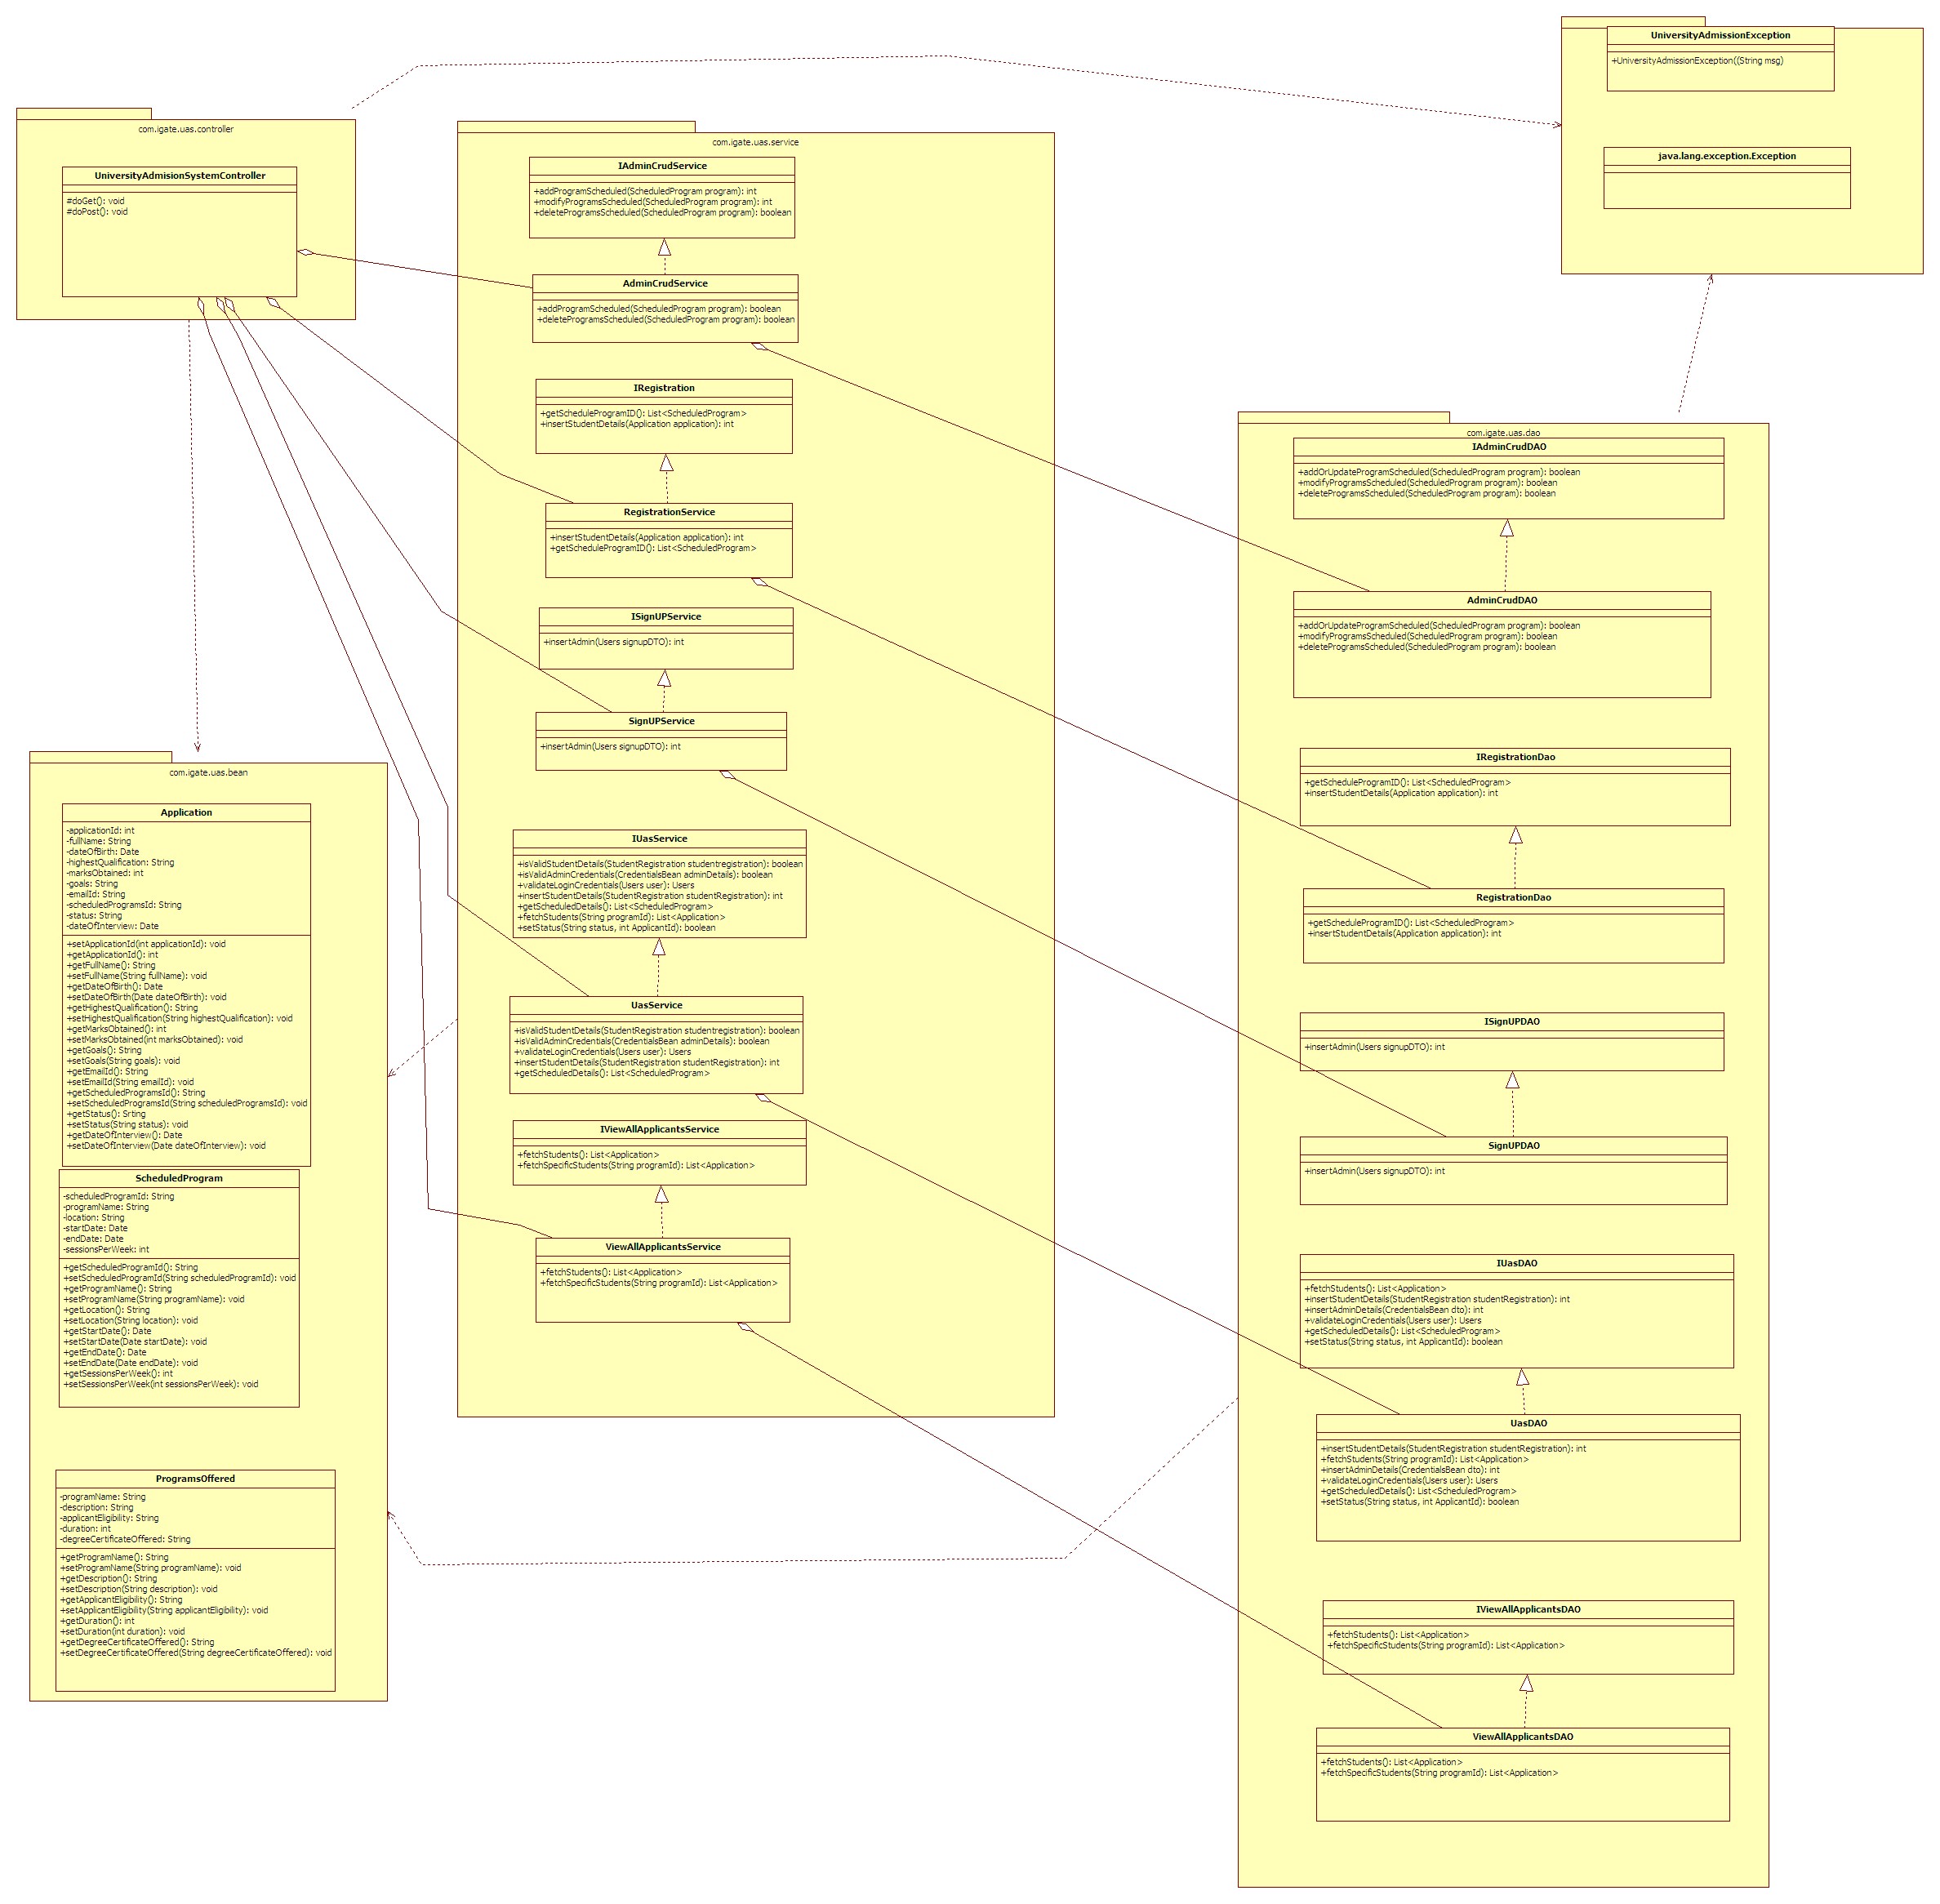 com.igate.uas.controller
UniversityAdmisionSystemController
#doGet(): void
#doPost(): void
com.igate.uas.service
IAdminCrudService
+addProgramScheduled(ScheduledProgram program): int
+modifyProgramsScheduled(ScheduledProgram program): int
+deleteProgramsScheduled(ScheduledProgram program): boolean
AdminCrudService
+addProgramScheduled(ScheduledProgram program): boolean
+deleteProgramsScheduled(ScheduledProgram program): boolean
IRegistration
+getScheduleProgramID(): List<ScheduledProgram>
+insertStudentDetails(Application application): int
RegistrationService
+insertStudentDetails(Application application): int
+getScheduleProgramID(): List<ScheduledProgram>
ISignUPService
+insertAdmin(Users signupDTO): int
SignUPService
+insertAdmin(Users signupDTO): int
IUasService
+isValidStudentDetails(StudentRegistration studentregistration): boolean
+isValidAdminCredentials(CredentialsBean adminDetails): boolean
+validateLoginCredentials(Users user): Users
+insertStudentDetails(StudentRegistration studentRegistration): int
+getScheduledDetails(): List<ScheduledProgram>
+fetchStudents(String programId): List<Application>
+setStatus(String status, int ApplicantId): boolean
UasService
+isValidStudentDetails(StudentRegistration studentregistration): boolean
+isValidAdminCredentials(CredentialsBean adminDetails): boolean
+validateLoginCredentials(Users user): Users
+insertStudentDetails(StudentRegistration studentRegistration): int
+getScheduledDetails(): List<ScheduledProgram>
IViewAllApplicantsService
+fetchStudents(): List<Application>
+fetchSpecificStudents(String programId): List<Application>
ViewAllApplicantsService
+fetchStudents(): List<Application>
+fetchSpecificStudents(String programId): List<Application>
UniversityAdmissionException
+UniversityAdmissionException((String msg)
java.lang.exception.Exception
com.igate.uas.dao
IAdminCrudDAO
+addOrUpdateProgramScheduled(ScheduledProgram program): boolean
+modifyProgramsScheduled(ScheduledProgram program): boolean
+deleteProgramsScheduled(ScheduledProgram program): boolean
AdminCrudDAO
+addOrUpdateProgramScheduled(ScheduledProgram program): boolean
+modifyProgramsScheduled(ScheduledProgram program): boolean
+deleteProgramsScheduled(ScheduledProgram program): boolean
IRegistrationDao
+getScheduleProgramID(): List<ScheduledProgram>
+insertStudentDetails(Application application): int
RegistrationDao
+getScheduleProgramID(): List<ScheduledProgram>
+insertStudentDetails(Application application): int
ISignUPDAO
+insertAdmin(Users signupDTO): int
SignUPDAO
+insertAdmin(Users signupDTO): int
IUasDAO
+fetchStudents(): List<Application>
+insertStudentDetails(StudentRegistration studentRegistration): int
+insertAdminDetails(CredentialsBean dto): int
+validateLoginCredentials(Users user): Users
+getScheduledDetails(): List<ScheduledProgram>
+setStatus(String status, int ApplicantId): boolean
UasDAO
+insertStudentDetails(StudentRegistration studentRegistration): int
+fetchStudents(String programId): List<Application>
+insertAdminDetails(CredentialsBean dto): int
+validateLoginCredentials(Users user): Users
+getScheduledDetails(): List<ScheduledProgram>
+setStatus(String status, int ApplicantId): boolean
IViewAllApplicantsDAO
+fetchStudents(): List<Application>
+fetchSpecificStudents(String programId): List<Application>
ViewAllApplicantsDAO
+fetchStudents(): List<Application>
+fetchSpecificStudents(String programId): List<Application>
com.igate.uas.bean
Application
-applicationId: int
-fullName: String
-dateOfBirth: Date
-highestQualification: String
-marksObtained: int
-goals: String
-emailId: String
-scheduledProgramsId: String
-status: String
-dateOfInterview: Date
+setApplicationId(int applicationId): void
+getApplicationId(): int
+getFullName(): String
+setFullName(String fullName): void
+getDateOfBirth(): Date
+setDateOfBirth(Date dateOfBirth): void
+getHighestQualification(): String
+setHighestQualification(String highestQualification): void
+getMarksObtained(): int
+setMarksObtained(int marksObtained): void
+getGoals(): String
+setGoals(String goals): void
+getEmailId(): String
+setEmailId(String emailId): void
+getScheduledProgramsId(): String
+setScheduledProgramsId(String scheduledProgramsId): void
+getStatus(): Srting
+setStatus(String status): void
+getDateOfInterview(): Date
+setDateOfInterview(Date dateOfInterview): void
ScheduledProgram
-scheduledProgramId: String
-programName: String
-location: String
-startDate: Date
-endDate: Date
-sessionsPerWeek: int
+getScheduledProgramId(): String
+setScheduledProgramId(String scheduledProgramId): void
+getProgramName(): String
+setProgramName(String programName): void
+getLocation(): String
+setLocation(String location): void
+getStartDate(): Date
+setStartDate(Date startDate): void
+getEndDate(): Date
+setEndDate(Date endDate): void
+getSessionsPerWeek(): int
+setSessionsPerWeek(int sessionsPerWeek): void
ProgramsOffered
-programName: String
-description: String
-applicantEligibility: String
-duration: int
-degreeCertificateOffered: String
+getProgramName(): String
+setProgramName(String programName): void
+getDescription(): String
+setDescription(String description): void
+getApplicantEligibility(): String
+setApplicantEligibility(String applicantEligibility): void
+getDuration(): int
+setDuration(int duration): void
+getDegreeCertificateOffered(): String
+setDegreeCertificateOffered(String degreeCertificateOffered): void